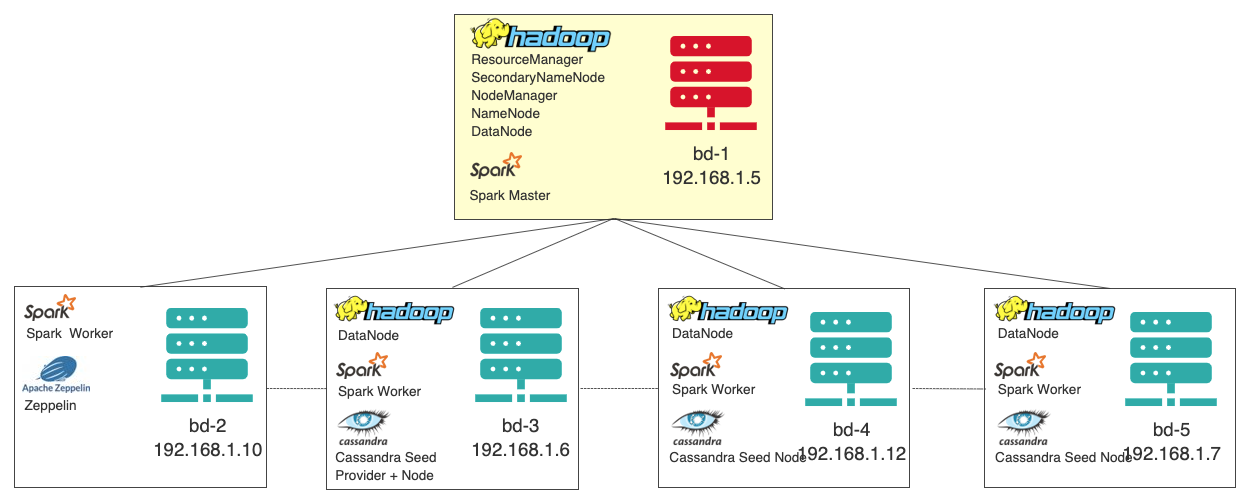 hadoop
ResourceManager
SecondaryNameNode
NodeManager
NameNode
DataNode
Spark
Spark Master
bd-1
192.168.1.5
Spark
Spark Worker
Apache Zeppelin
Zeppelin
bd-2
192.168.1.10
hadoop
DataNode
Spark
Spark Worker
cassandra
Cassandra Seed
Provider + Node
bd-3
192.168.1.6
hadoop
DataNode
Spark
Spark Worker
cassandra
Cassandra Seed Node
bd-4
192.168.1.12
hadoop
DataNode
Spark
Spark Worker
cassandra
Cassandra Seed Node
bd-5
192.168.1.7